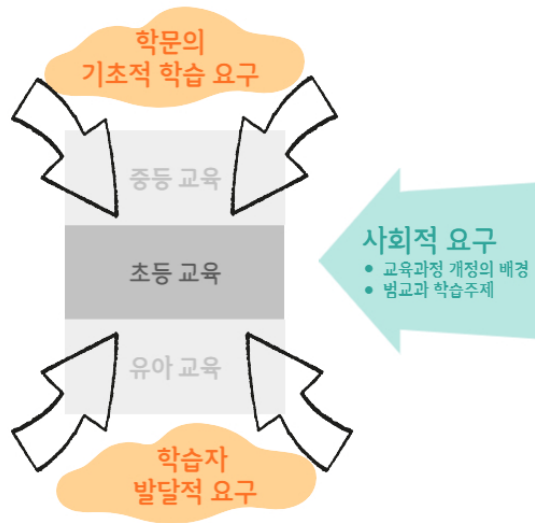 학문의
기초적 학습 요구
중등 교육
사회적 요구
• 교육과정 개정의 배경
• 범교과 학습주제
초등 교육
유아 교육
학습자
발달적 요구